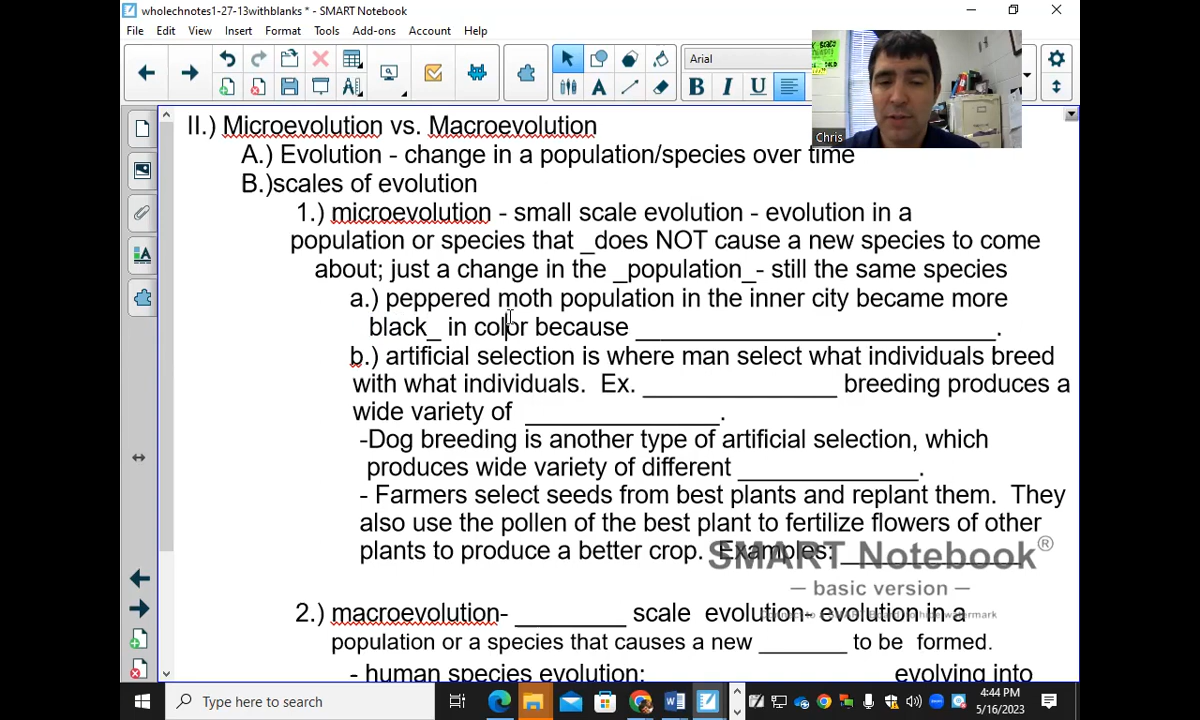 wholechnotes1-27-13withblanks * - SMART Notebook
File Edit View Insert Format Tools Add-ons Account Help
Arial
B I U
Chris
II.) Microevolution vs. Macroevolution
A.) Evolution - change in a population/species over time
B.)scales of evolution
1.) microevolution - small scale evolution - evolution in a
population or species that _does NOT cause a new species to come
about; just a change in the _population_- still the same species
a.) peppered moth population in the inner city became more
black_ in color because ____________________________.
b.) artificial selection is where man select what individuals breed
with what individuals. Ex. _______________ breeding produces a
wide variety of _______________.
-Dog breeding is another type of artificial selection, which
produces wide variety of different ______________.
- Farmers select seeds from best plants and replant them. They
also use the pollen of the best plant to fertilize flowers of other
plants to produce a better crop. Examples: ______________
SMART Notebook®
— basic version —
2.) macroevolution- _________ scale evolution- evolution in a
population or a species that causes a new _______ to be formed.
- human species evolution: ____________________ evolving into
Type here to search
4:44 PM
5/16/2023